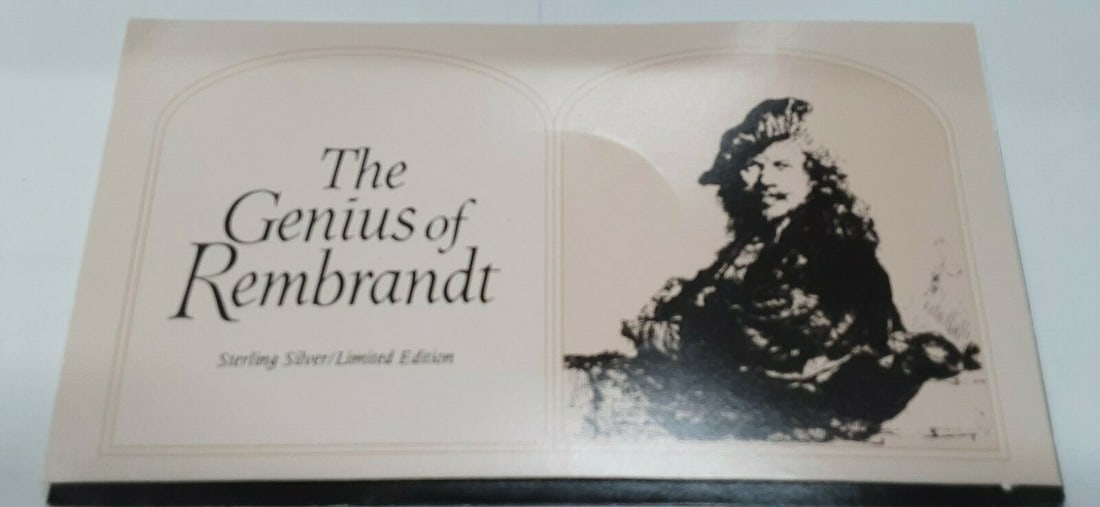 The
Genius of
Rembrandt
Sterling Silver/Limited Edition